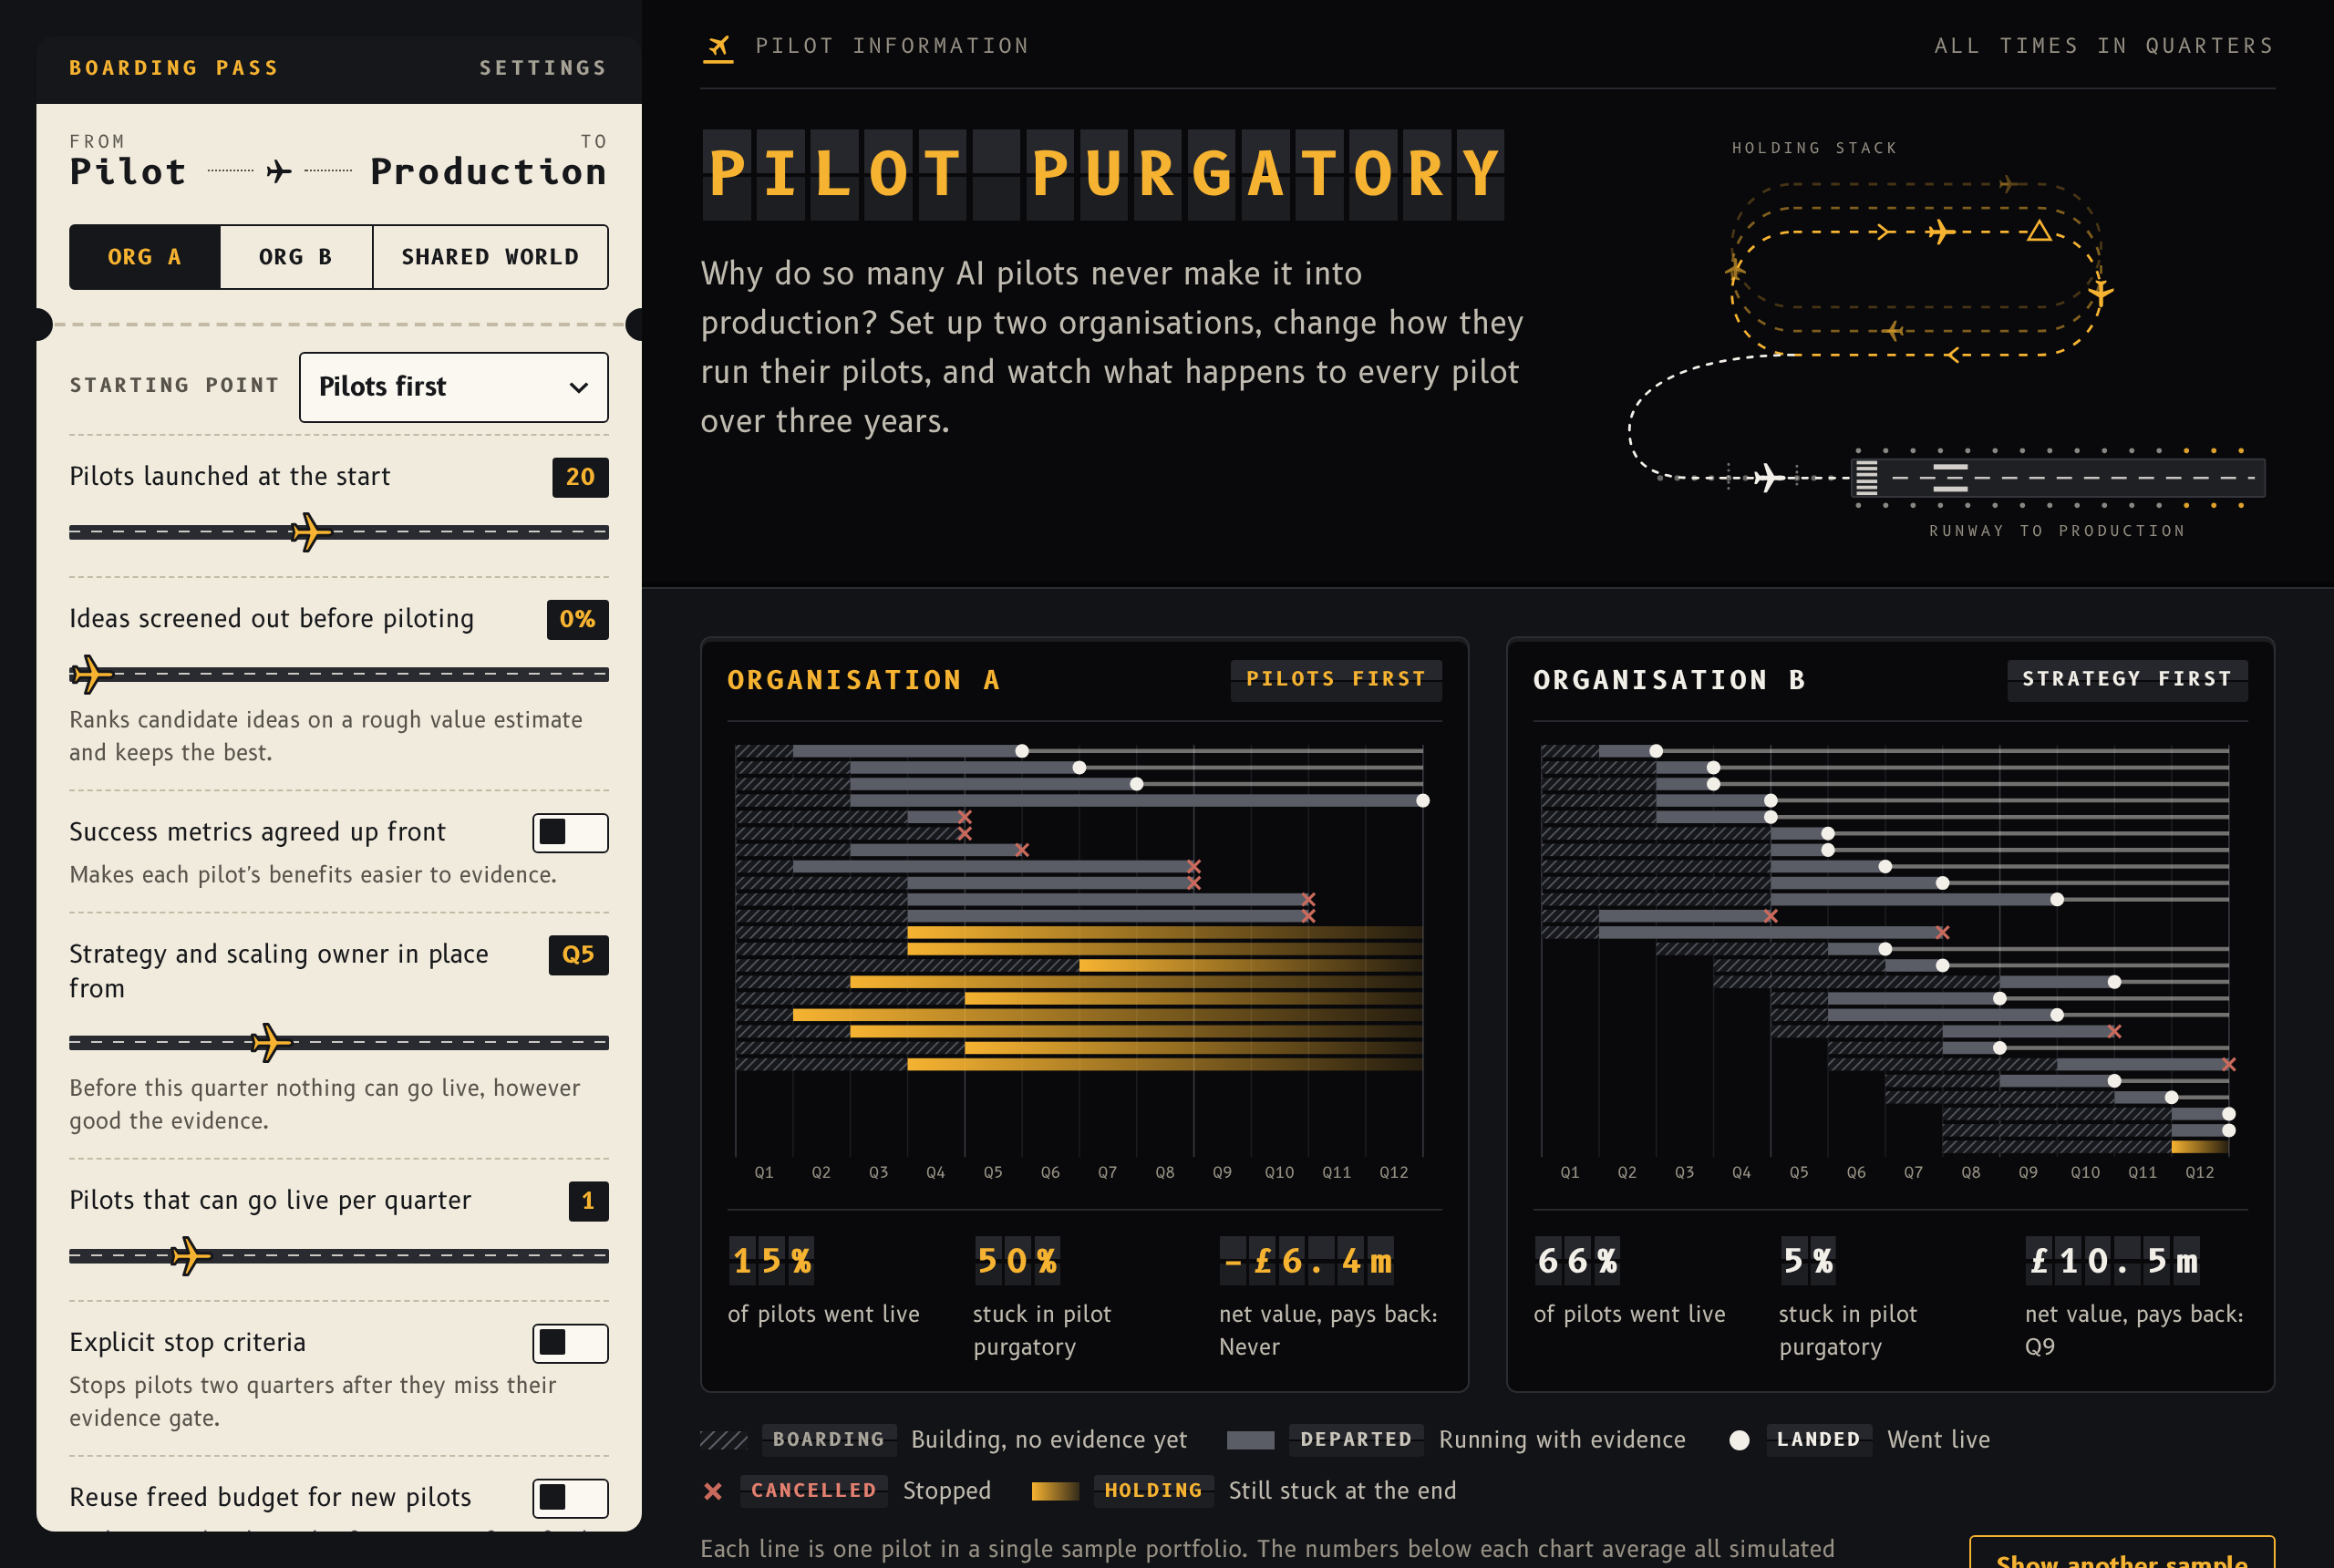 BOARDING PASS
SETTINGS
FROM
TO
Pilot
Production
ORG A
ORG B
SHARED WORLD
STARTING POINT
Pilots first
Pilots launched at the start
20
Ideas screened out before piloting
0%
Ranks candidate ideas on a rough value estimate
and keeps the best.
Success metrics agreed up front
Makes each pilot's benefits easier to evidence.
Strategy and scaling owner in place
from
Q5
Before this quarter nothing can go live, however
good the evidence.
Pilots that can go live per quarter
1
Explicit stop criteria
Stops pilots two quarters after they miss their
evidence gate.
Reuse freed budget for new pilots
PILOT INFORMATION
ALL TIMES IN QUARTERS
PILOT PURGATORY
Why do so many AI pilots never make it into
production? Set up two organisations, change how they
run their pilots, and watch what happens to every pilot
over three years.
HOLDING STACK
RUNWAY TO PRODUCTION
ORGANISATION A
PILOTS FIRST
Q1 Q2 Q3 Q4 Q5 Q6 Q7 Q8 Q9 Q10 Q11 Q12
15%
of pilots went live
50%
stuck in pilot
purgatory
-£6.4m
net value, pays back:
Never
ORGANISATION B
STRATEGY FIRST
Q1 Q2 Q3 Q4 Q5 Q6 Q7 Q8 Q9 Q10 Q11 Q12
66%
of pilots went live
5%
stuck in pilot
purgatory
£10.5m
net value, pays back:
Q9
BOARDING Building, no evidence yet
DEPARTED Running with evidence
LANDED Went live
CANCELLED Stopped
HOLDING Still stuck at the end
Each line is one pilot in a single sample portfolio. The numbers below each chart average all simulated
Show another sample